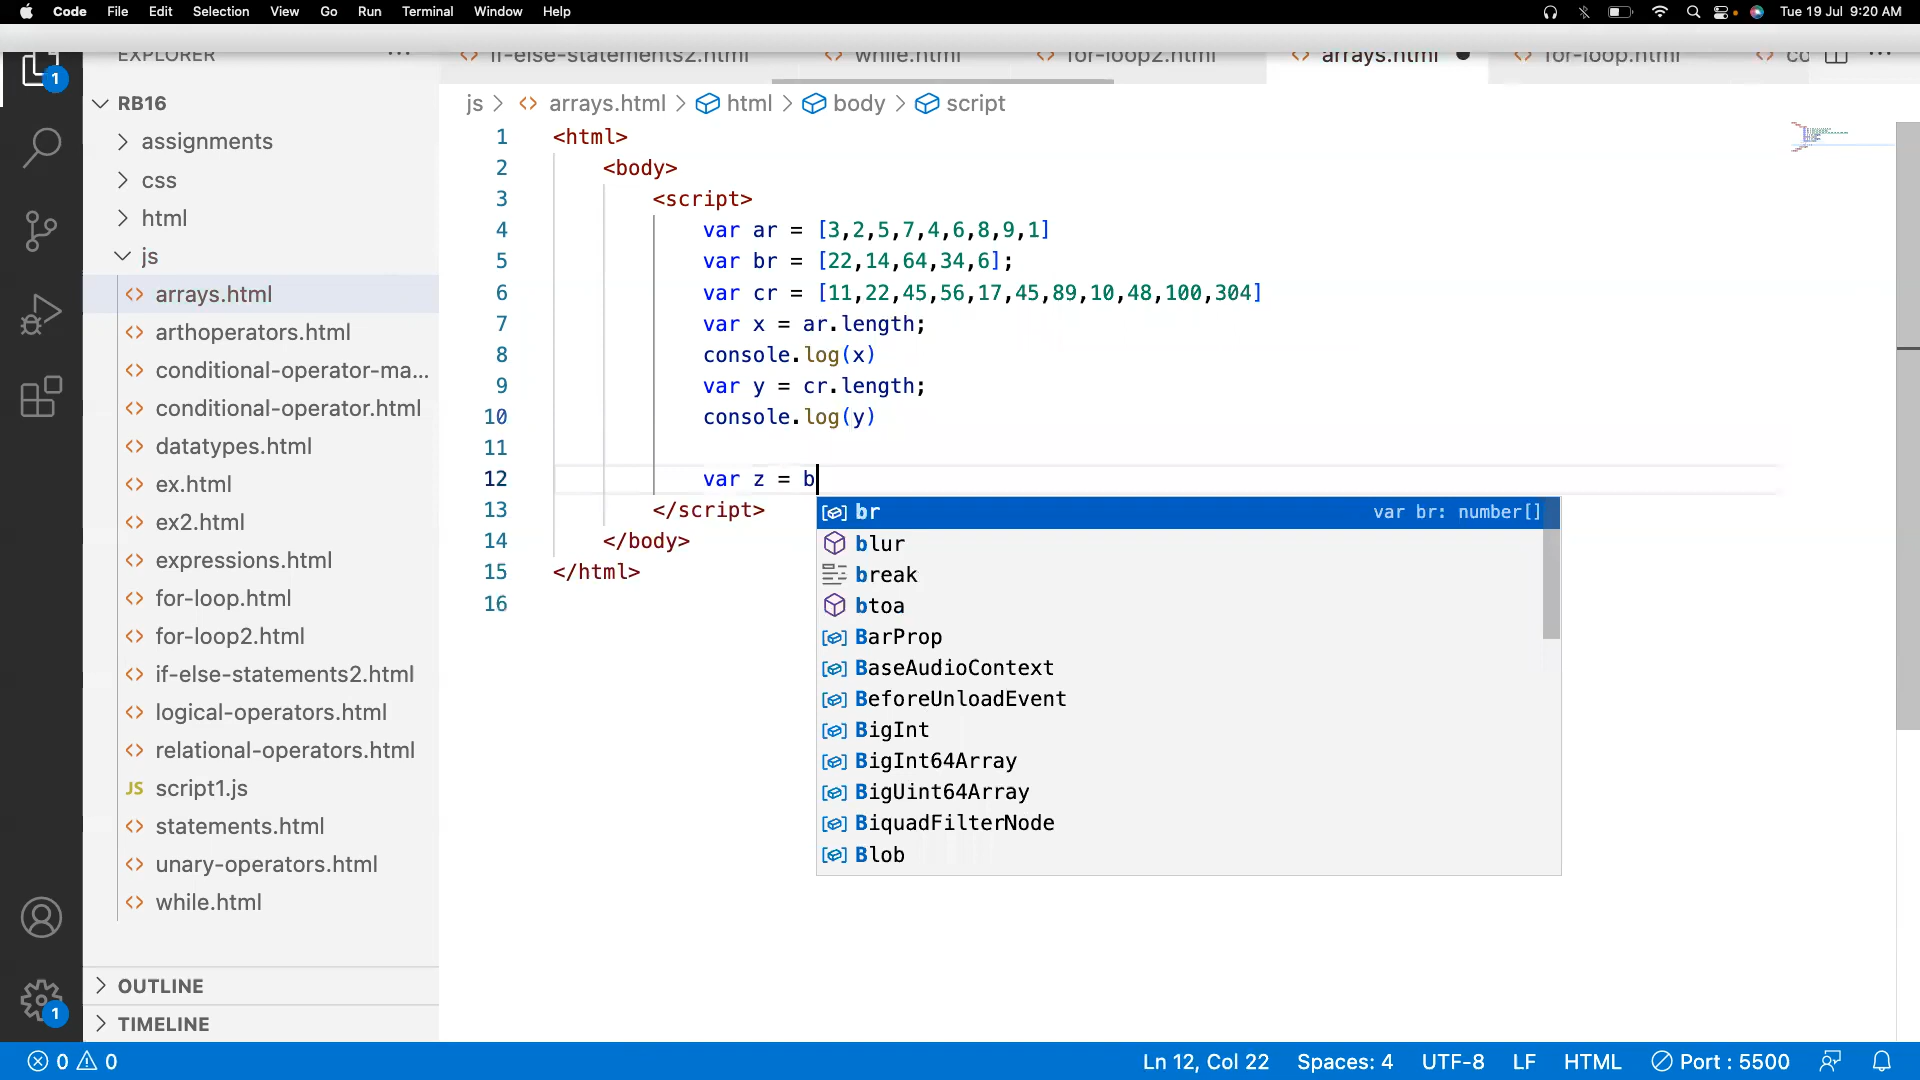 Code File Edit Selection View Go Run Terminal Window Help Tue 19 Jul 9:20 AM
EXPLORER ... if-else-statements2.html while.html for-loop2.html arrays.html for-loop.html co ...
1
RB16
assignments
css
html
js
arrays.html
arthoperators.html
conditional-operator-ma...
conditional-operator.html
datatypes.html
ex.html
ex2.html
expressions.html
for-loop.html
for-loop2.html
if-else-statements2.html
logical-operators.html
relational-operators.html
JS script1.js
statements.html
unary-operators.html
while.html
OUTLINE
TIMELINE
1
js > arrays.html > html > body > script
1 <html>
2 <body>
3 <script>
4 var ar = [3,2,5,7,4,6,8,9,1]
5 var br = [22,14,64,34,6];
6 var cr = [11,22,45,56,17,45,89,10,48,100,304]
7 var x = ar.length;
8 console.log(x)
9 var y = cr.length;
10 console.log(y)
11
12 var z = b
13 </script>
14 </body>
15 </html>
16
br var br: number[]
blur
break
btoa
BarProp
BaseAudioContext
BeforeUnloadEvent
BigInt
BigInt64Array
BigUint64Array
BiquadFilterNode
Blob
0 0 Ln 12, Col 22 Spaces: 4 UTF-8 LF HTML Port : 5500